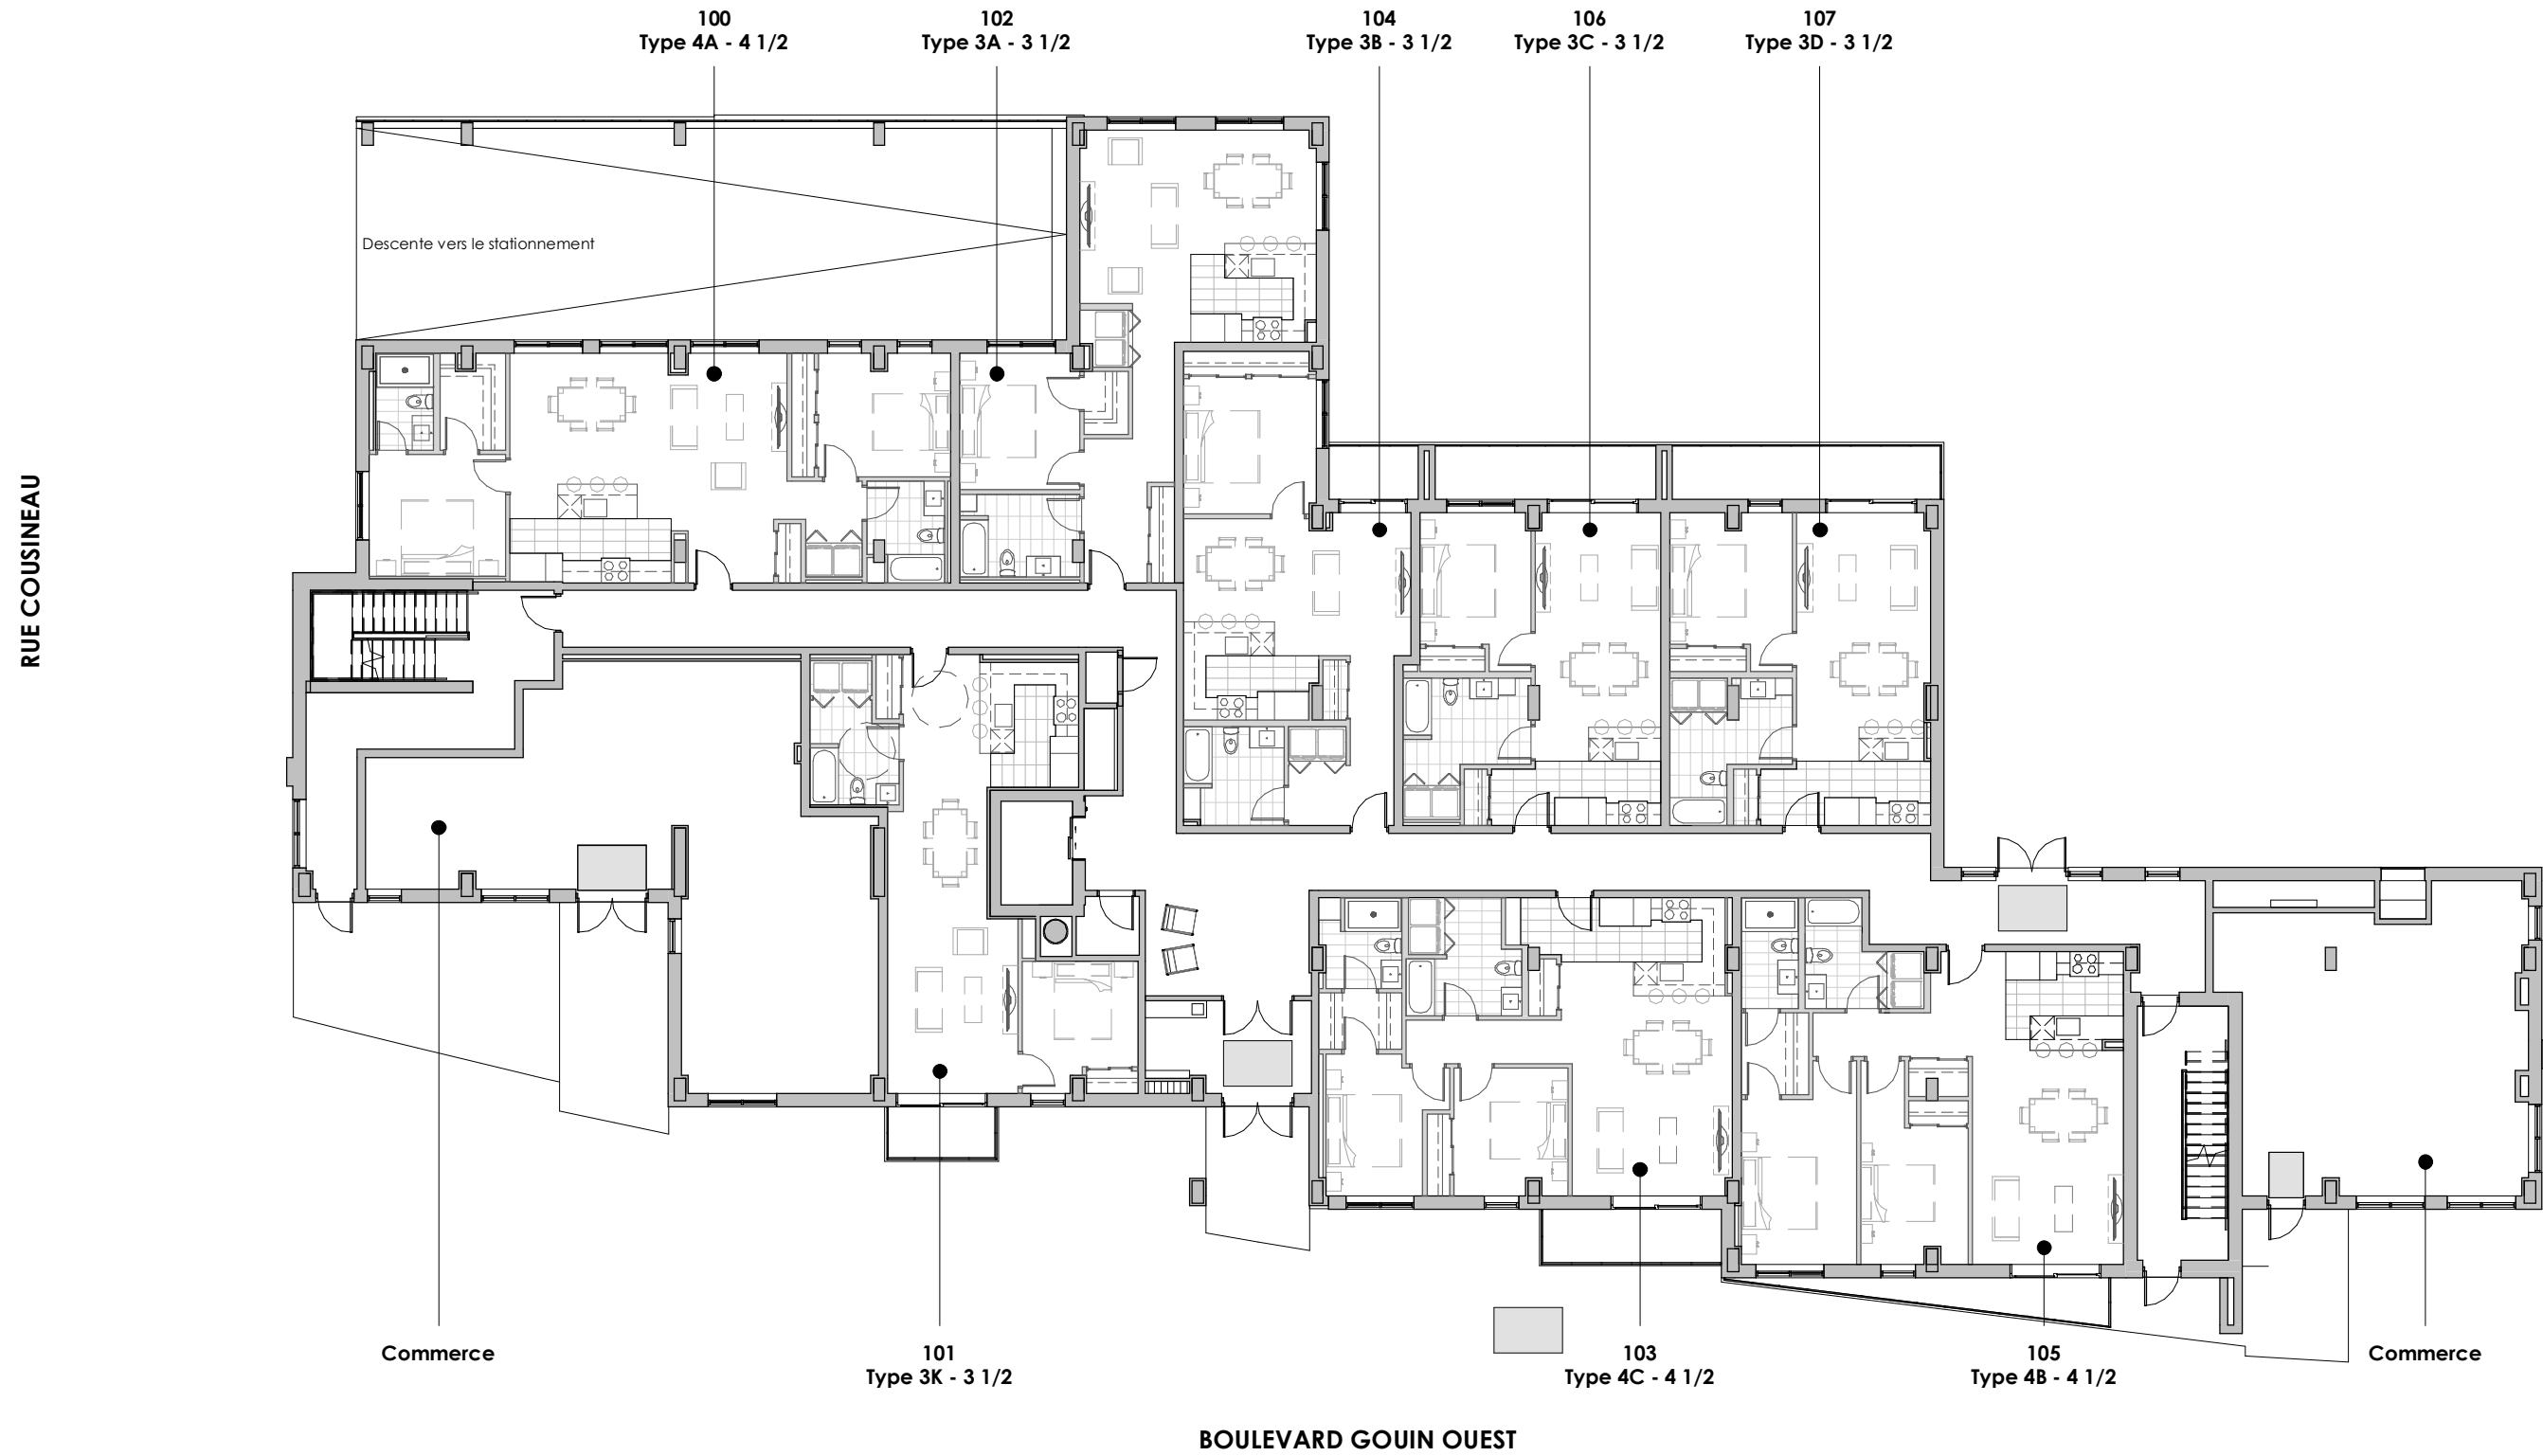 100
Type 4A - 4 1/2
102
Type 3A - 3 1/2
104
Type 3B - 3 1/2
106
Type 3C - 3 1/2
107
Type 3D - 3 1/2
Descente vers le stationnement
RUE COUSINEAU
Commerce
101
Type 3K - 3 1/2
103
Type 4C - 4 1/2
105
Type 4B - 4 1/2
Commerce
BOULEVARD GOUIN OUEST